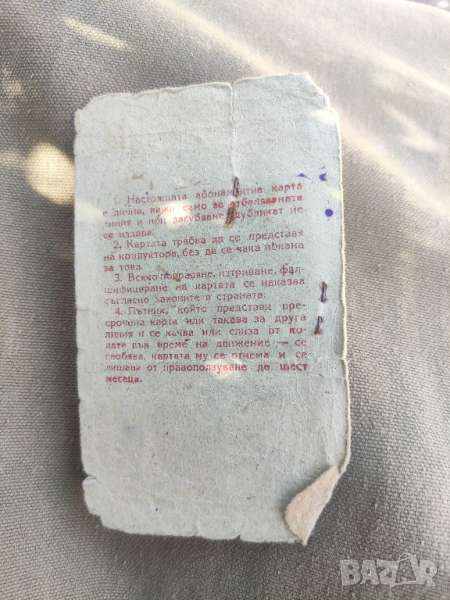 1. Настоящата абонаментна карта
е лична, важи само за отбелязаната
линия и при загубване дубликат не
се издава.
2. Картата трябва да се представя
на кондуктора, без да се чака покана
за това.
3. Всяко поправяне, изтриване, фал-
шифициране на картата се наказва
съгласно законите в страната.
4. Пътник, който представи про-
срочена карта или такава за друга
линия и се качва или слиза от ко-
лата във време на движение — се
глобява, картата му се отнема и се
лишава от правоползуване до шест
месеца.
BAZAR